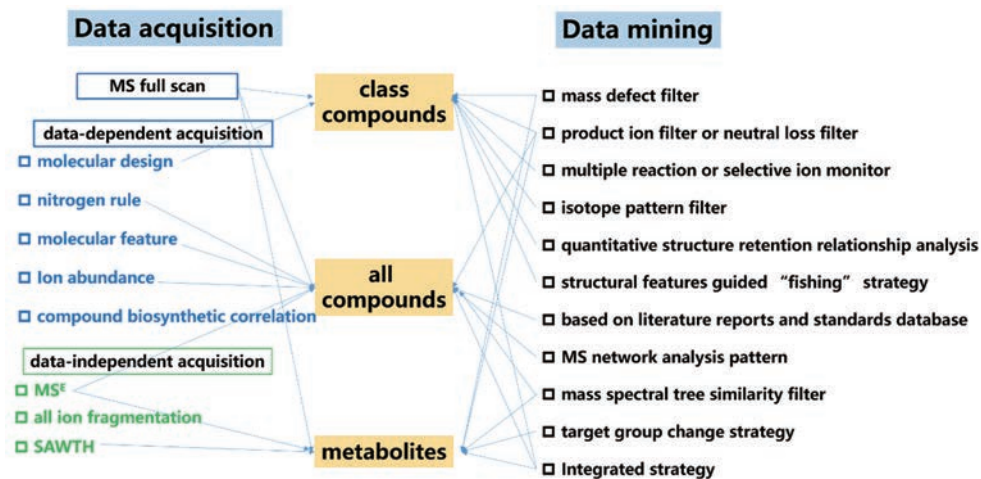 Data acquisition
MS full scan
data-dependent acquisition
molecular design
nitrogen rule
molecular feature
Ion abundance
compound biosynthetic correlation
data-independent acquisition
MSᴱ
all ion fragmentation
SAWTH
class
compounds
all
compounds
metabolites
Data mining
mass defect filter
product ion filter or neutral loss filter
multiple reaction or selective ion monitor
isotope pattern filter
quantitative structure retention relationship analysis
structural features guided “fishing” strategy
based on literature reports and standards database
MS network analysis pattern
mass spectral tree similarity filter
target group change strategy
Integrated strategy